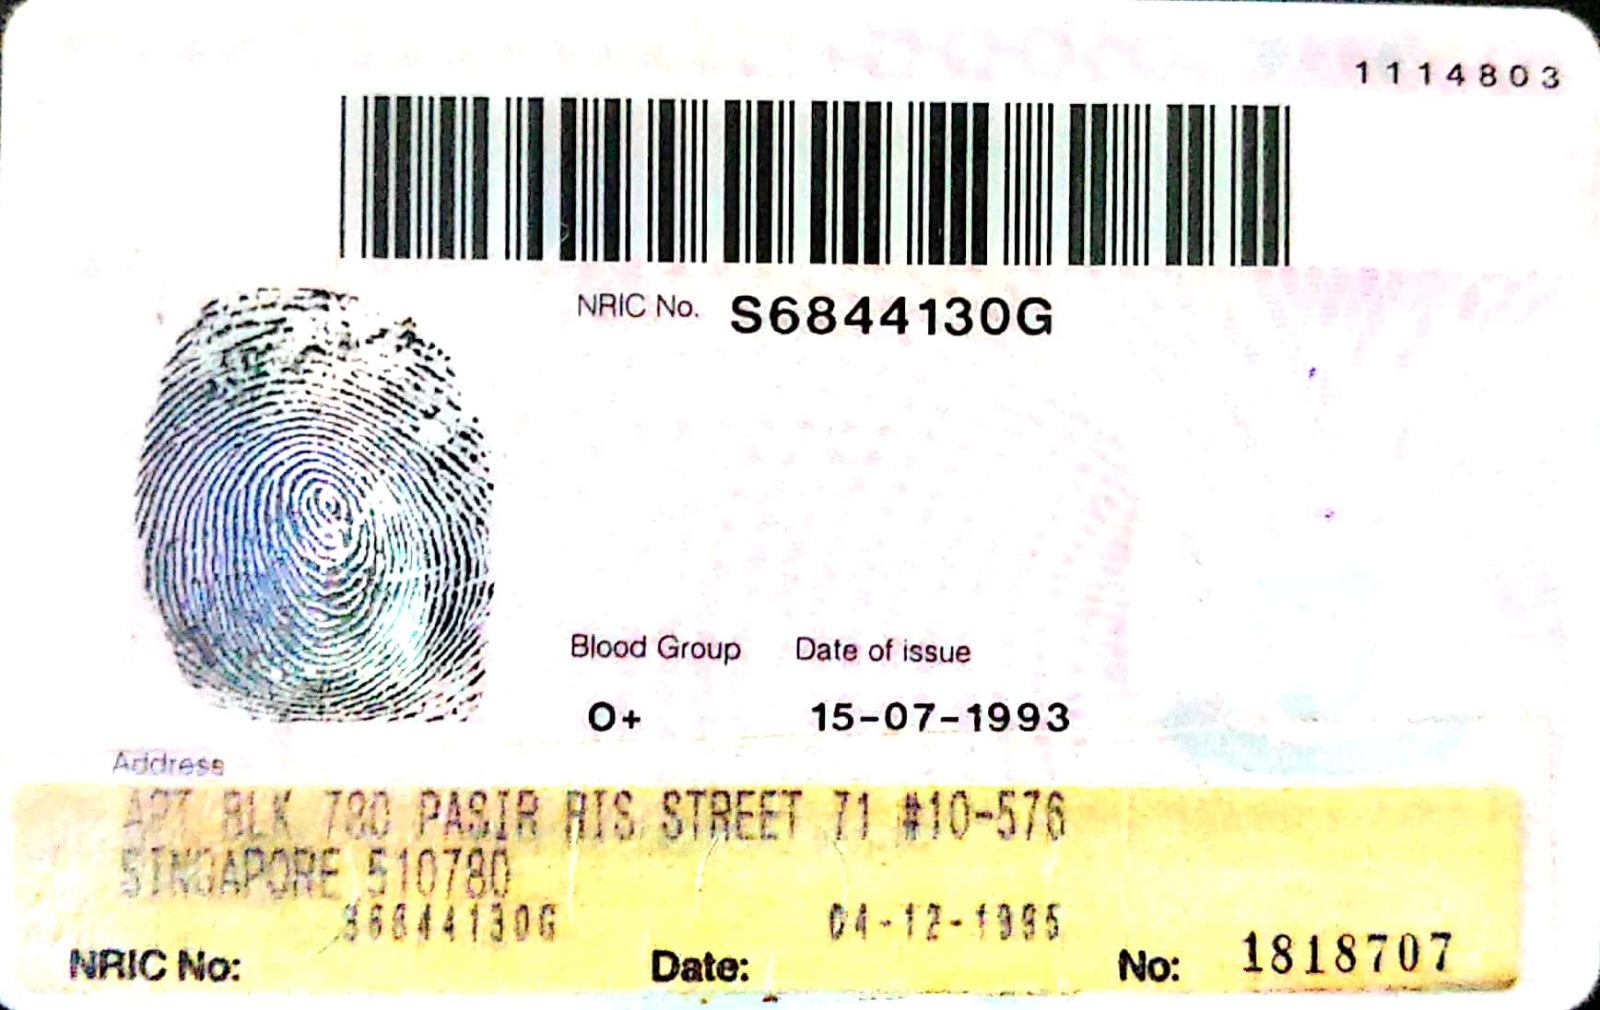 1114803
NRIC No. S6844130G
Blood Group Date of issue
O+ 15-07-1993
Address
APT BLK 780 PASIR RIS STREET 71 #10-576
SINGAPORE 510780
S6844130G 04-12-1995
NRIC No: Date: No: 1818707